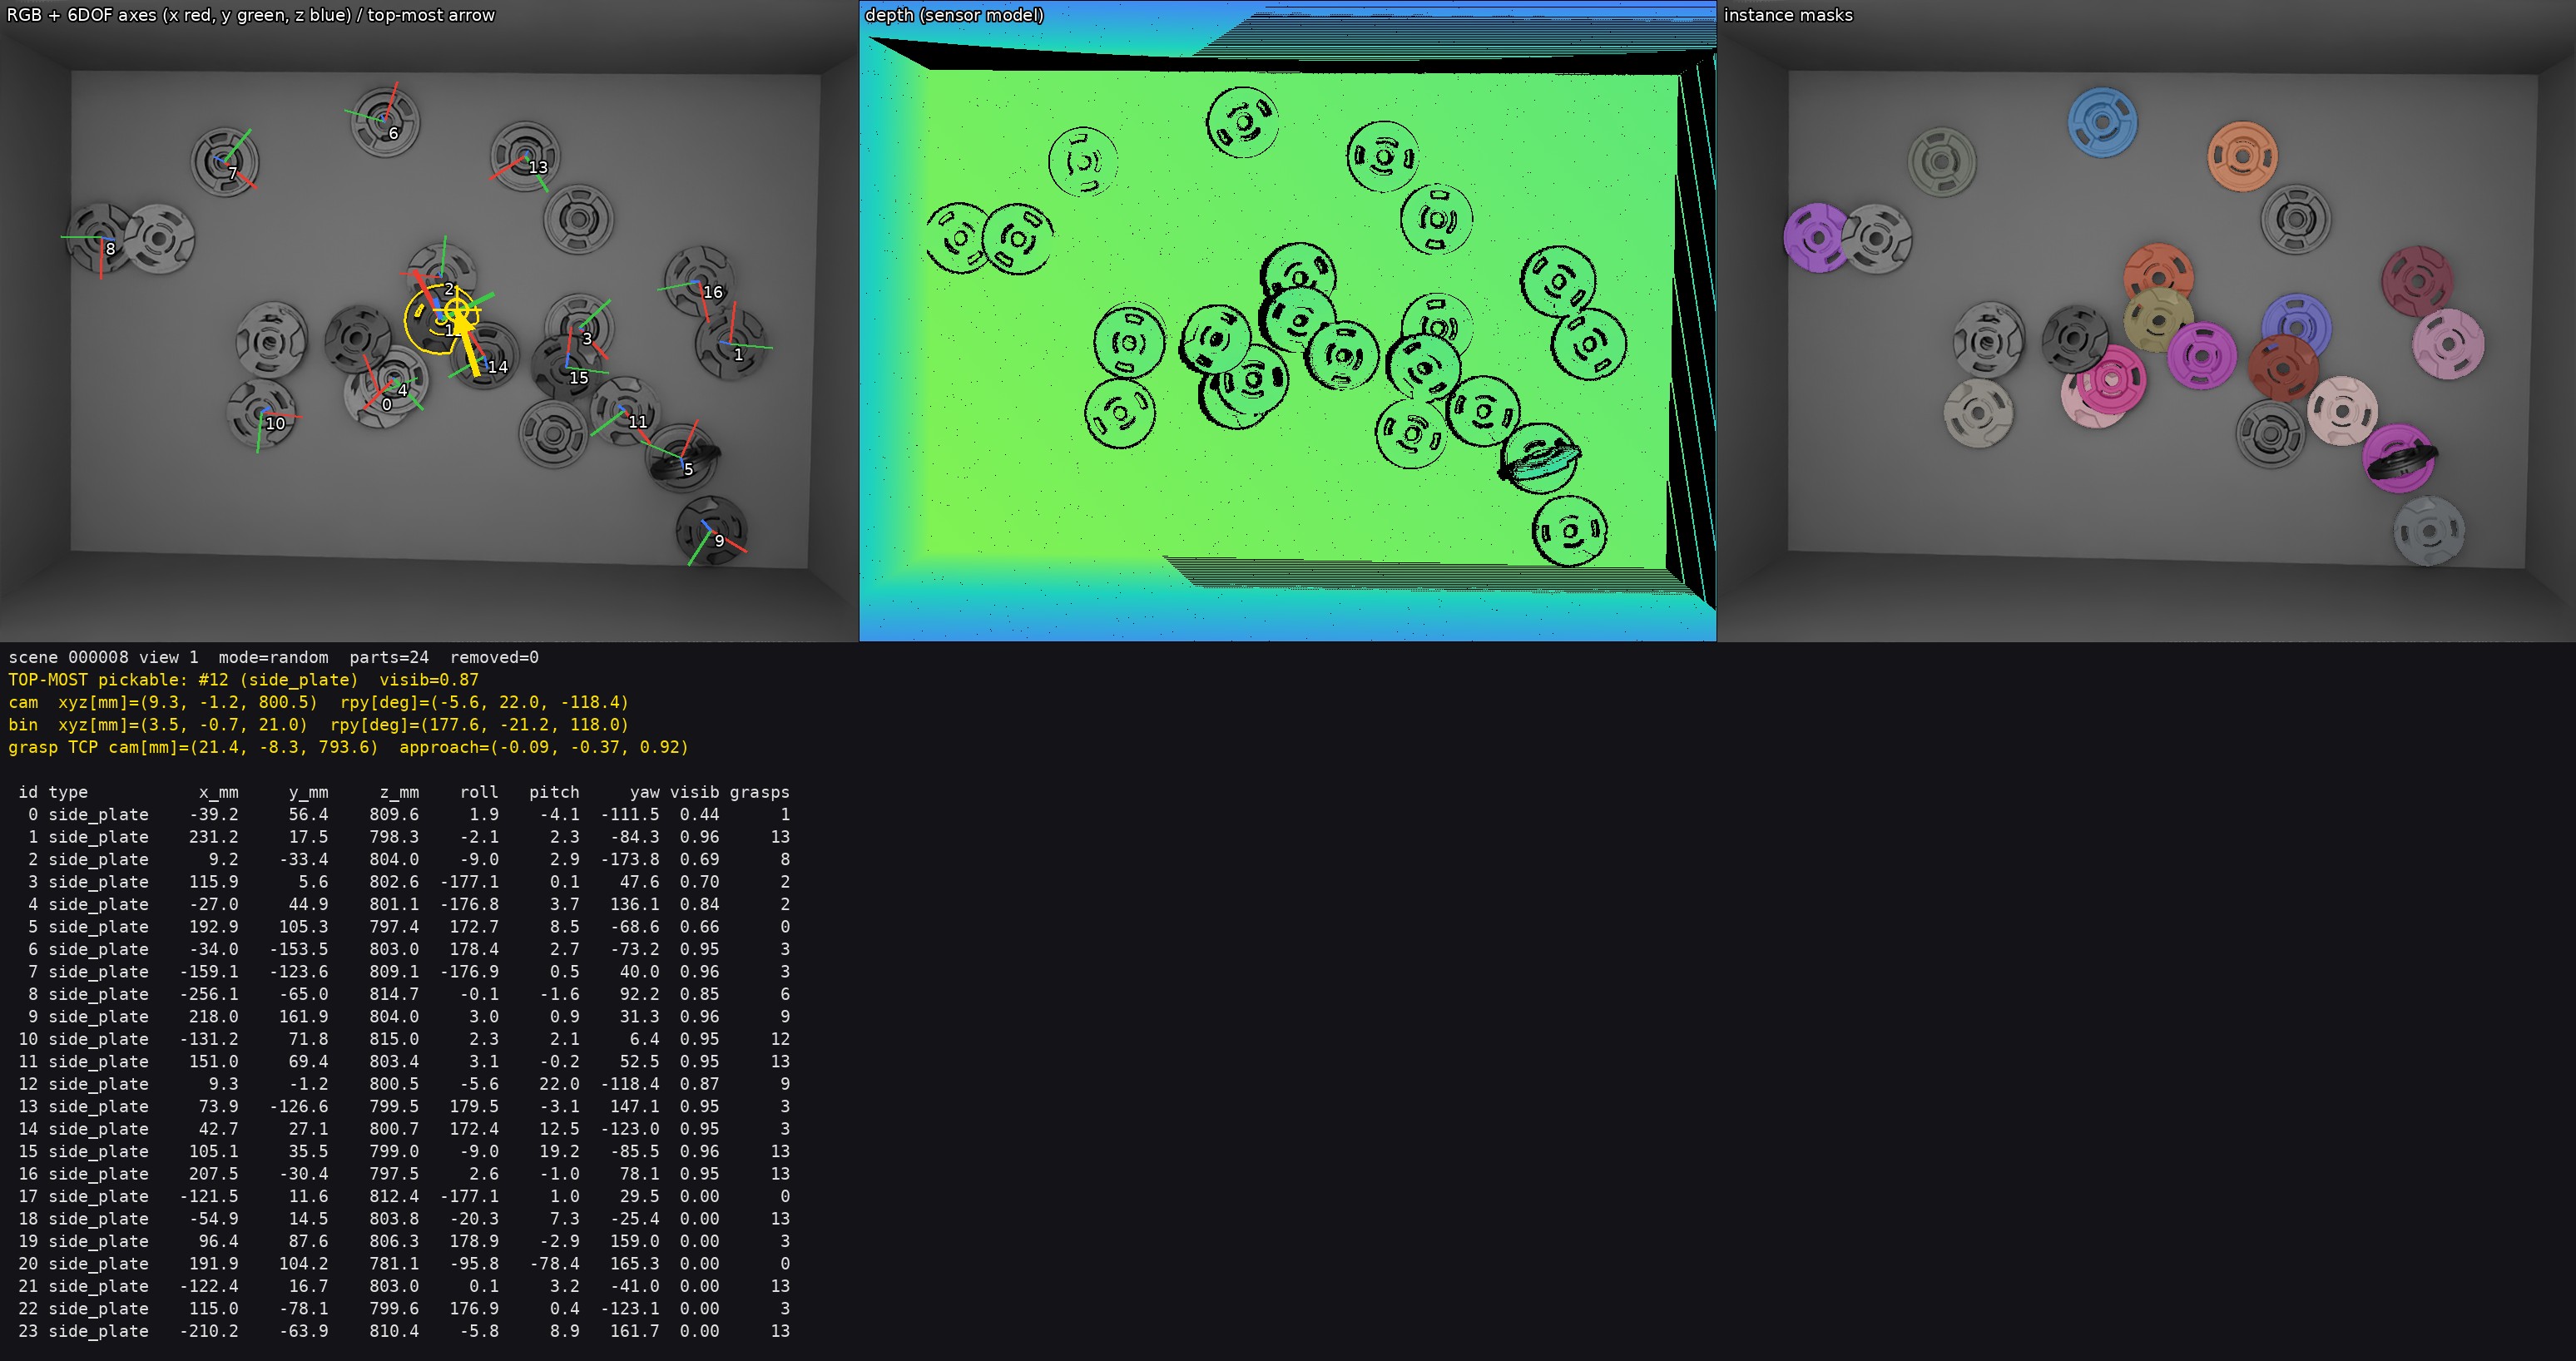 RGB + 6DOF axes (x red, y green, z blue) / top-most arrow
depth (sensor model)
instance masks
6
7
13
8
2
16
1
3
1
14
15
4
0
10
11
5
9
scene 000008 view 1  mode=random  parts=24  removed=0
TOP-MOST pickable: #12 (side_plate)  visib=0.87
cam  xyz[mm]=(9.3, -1.2, 800.5)  rpy[deg]=(-5.6, 22.0, -118.4)
bin  xyz[mm]=(3.5, -0.7, 21.0)  rpy[deg]=(177.6, -21.2, 118.0)
grasp TCP cam[mm]=(21.4, -8.3, 793.6)  approach=(-0.09, -0.37, 0.92)
id type x_mm y_mm z_mm roll pitch yaw visib grasps
0 side_plate -39.2 56.4 809.6 1.9 -4.1 -111.5 0.44 1
1 side_plate 231.2 17.5 798.3 -2.1 2.3 -84.3 0.96 13
2 side_plate 9.2 -33.4 804.0 -9.0 2.9 -173.8 0.69 8
3 side_plate 115.9 5.6 802.6 -177.1 0.1 47.6 0.70 2
4 side_plate -27.0 44.9 801.1 -176.8 3.7 136.1 0.84 2
5 side_plate 192.9 105.3 797.4 172.7 8.5 -68.6 0.66 0
6 side_plate -34.0 -153.5 803.0 178.4 2.7 -73.2 0.95 3
7 side_plate -159.1 -123.6 809.1 -176.9 0.5 40.0 0.96 3
8 side_plate -256.1 -65.0 814.7 -0.1 -1.6 92.2 0.85 6
9 side_plate 218.0 161.9 804.0 3.0 0.9 31.3 0.96 9
10 side_plate -131.2 71.8 815.0 2.3 2.1 6.4 0.95 12
11 side_plate 151.0 69.4 803.4 3.1 -0.2 52.5 0.95 13
12 side_plate 9.3 -1.2 800.5 -5.6 22.0 -118.4 0.87 9
13 side_plate 73.9 -126.6 799.5 179.5 -3.1 147.1 0.95 3
14 side_plate 42.7 27.1 800.7 172.4 12.5 -123.0 0.95 3
15 side_plate 105.1 35.5 799.0 -9.0 19.2 -85.5 0.96 13
16 side_plate 207.5 -30.4 797.5 2.6 -1.0 78.1 0.95 13
17 side_plate -121.5 11.6 812.4 -177.1 1.0 29.5 0.00 0
18 side_plate -54.9 14.5 803.8 -20.3 7.3 -25.4 0.00 13
19 side_plate 96.4 87.6 806.3 178.9 -2.9 159.0 0.00 3
20 side_plate 191.9 104.2 781.1 -95.8 -78.4 165.3 0.00 0
21 side_plate -122.4 16.7 803.0 0.1 3.2 -41.0 0.00 13
22 side_plate 115.0 -78.1 799.6 176.9 0.4 -123.1 0.00 3
23 side_plate -210.2 -63.9 810.4 -5.8 8.9 161.7 0.00 13